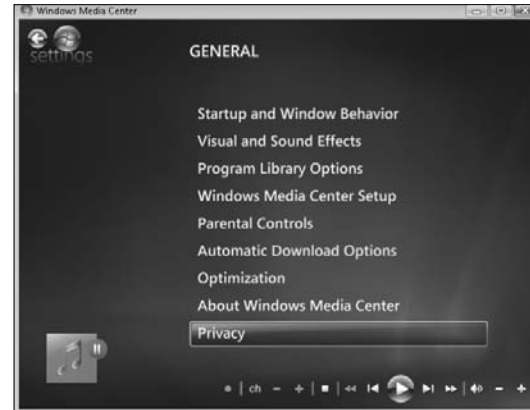 Windows Media Center
settings
GENERAL
Startup and Window Behavior
Visual and Sound Effects
Program Library Options
Windows Media Center Setup
Parental Controls
Automatic Download Options
Optimization
About Windows Media Center
Privacy
ch - +
- +